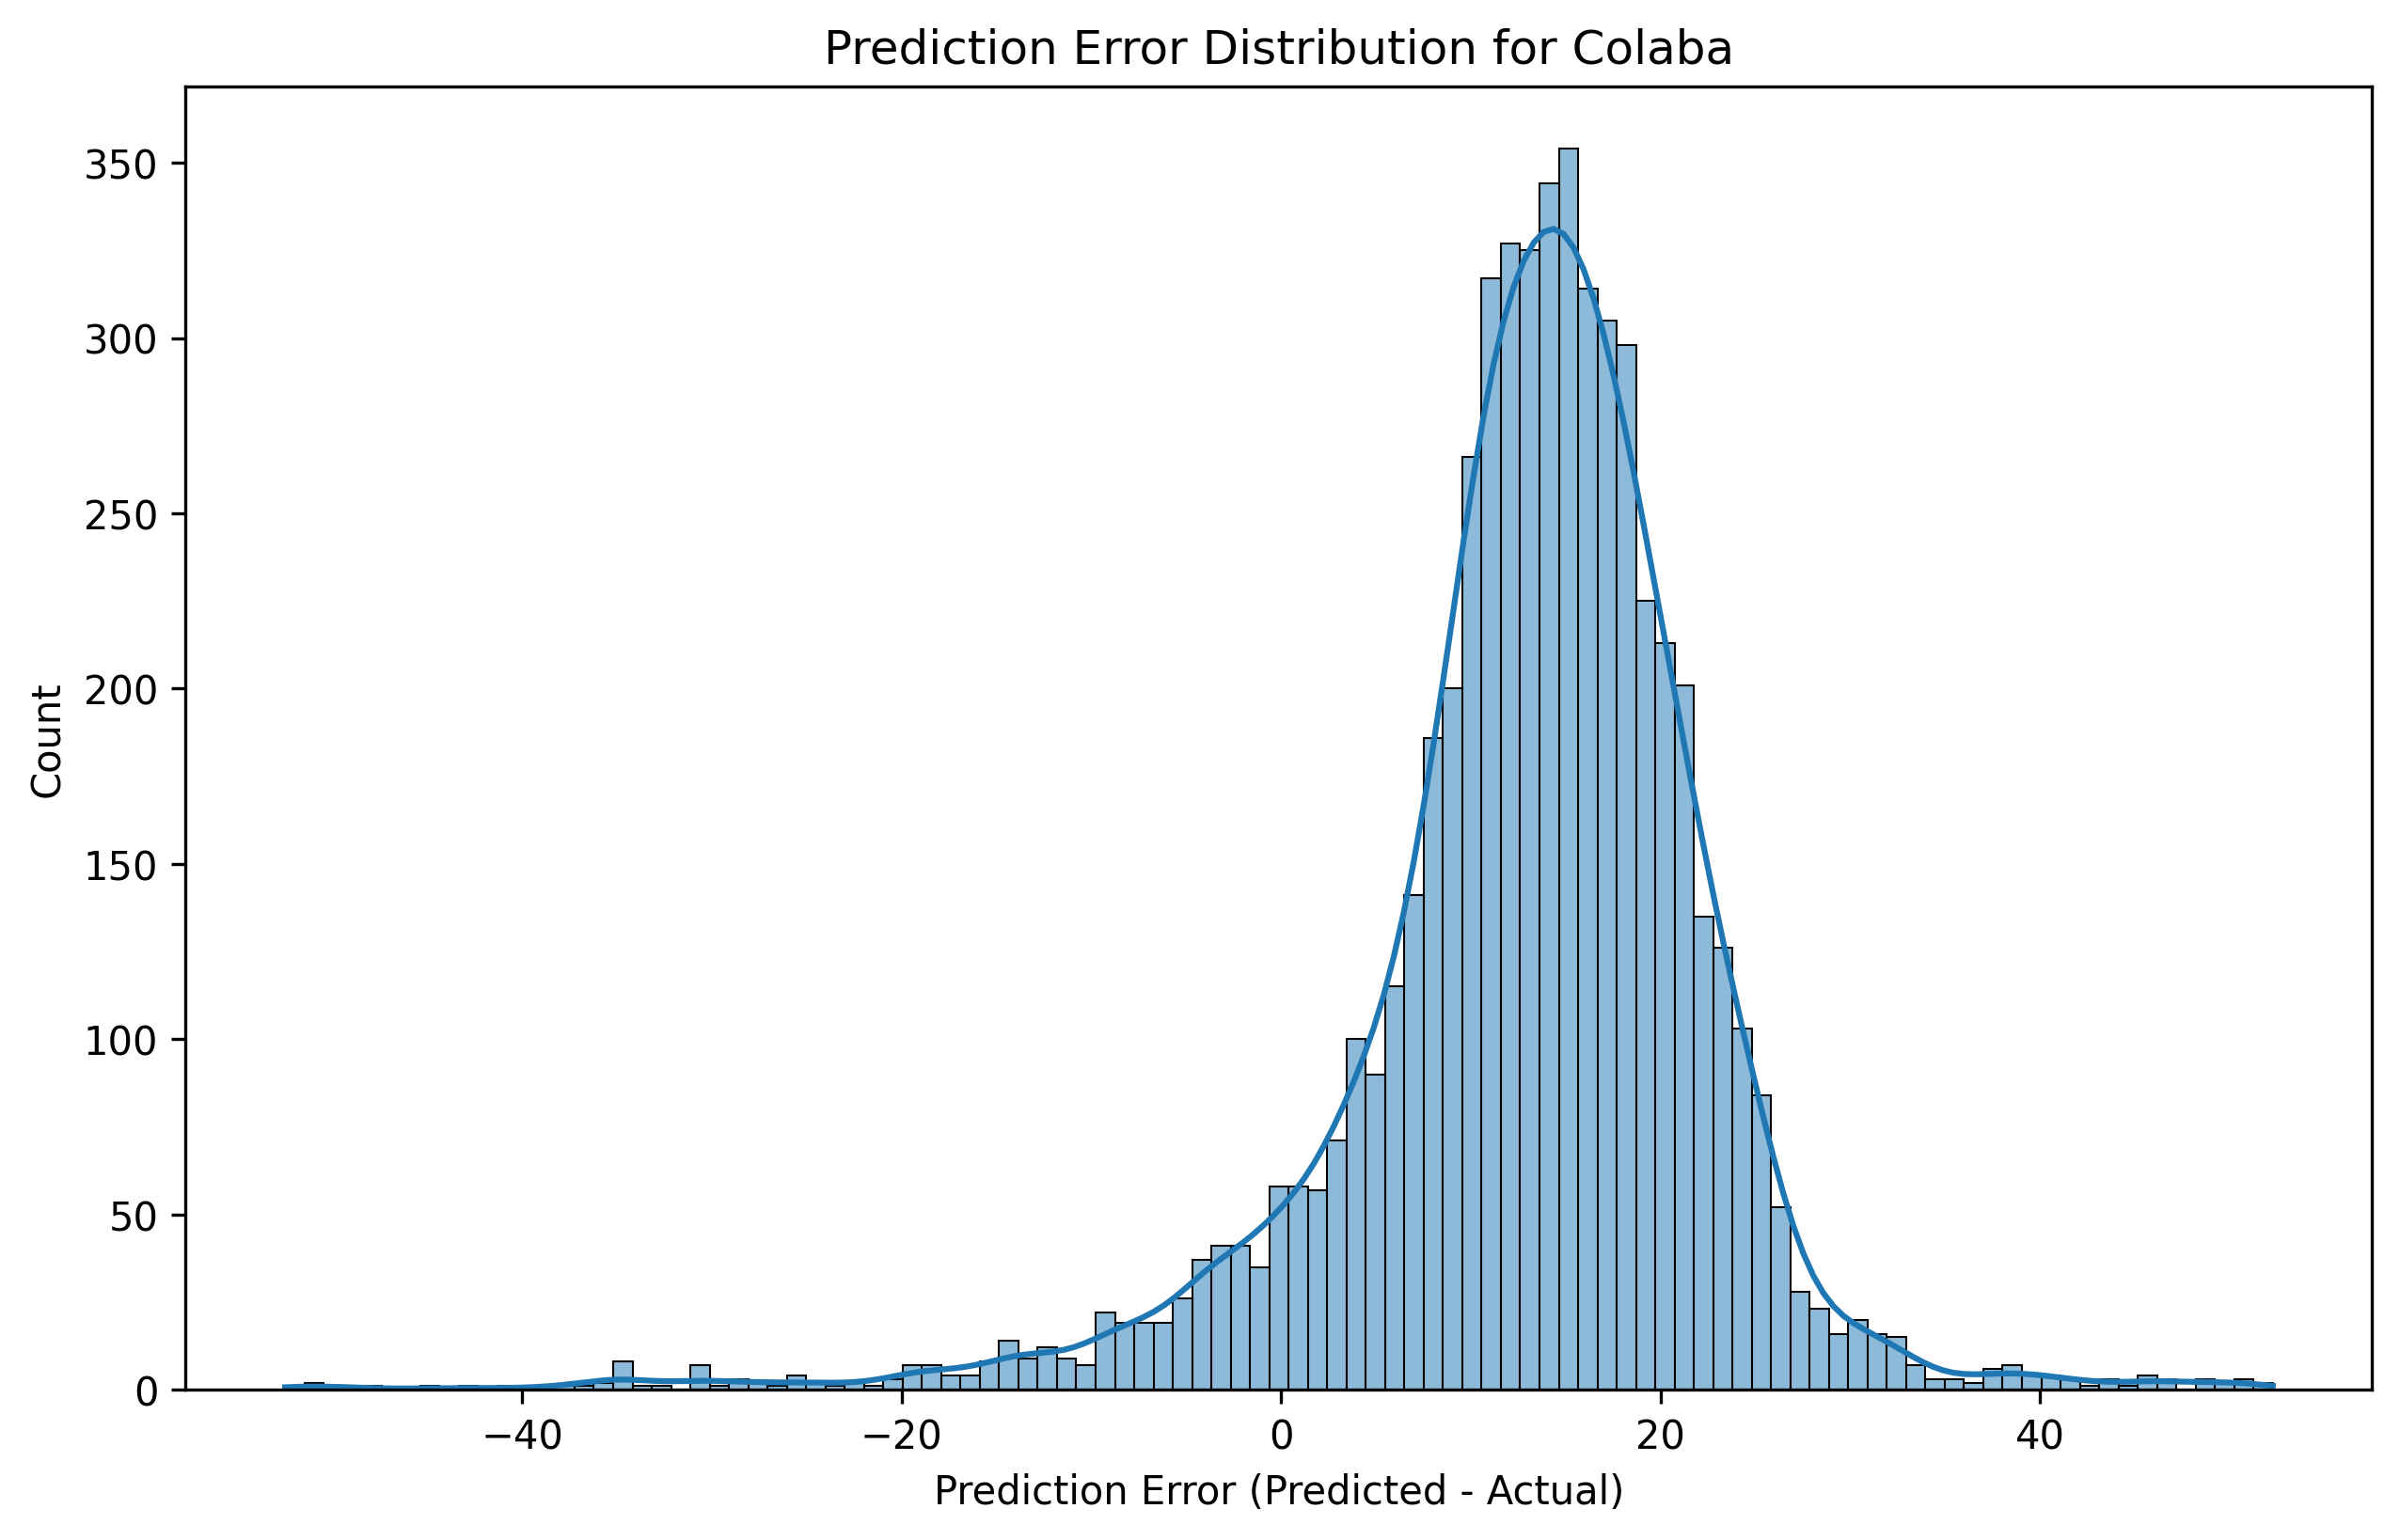 Prediction Error Distribution for Colaba
350
300
250
200
150
100
50
0
Count
−40 −20 0 20 40
Prediction Error (Predicted - Actual)